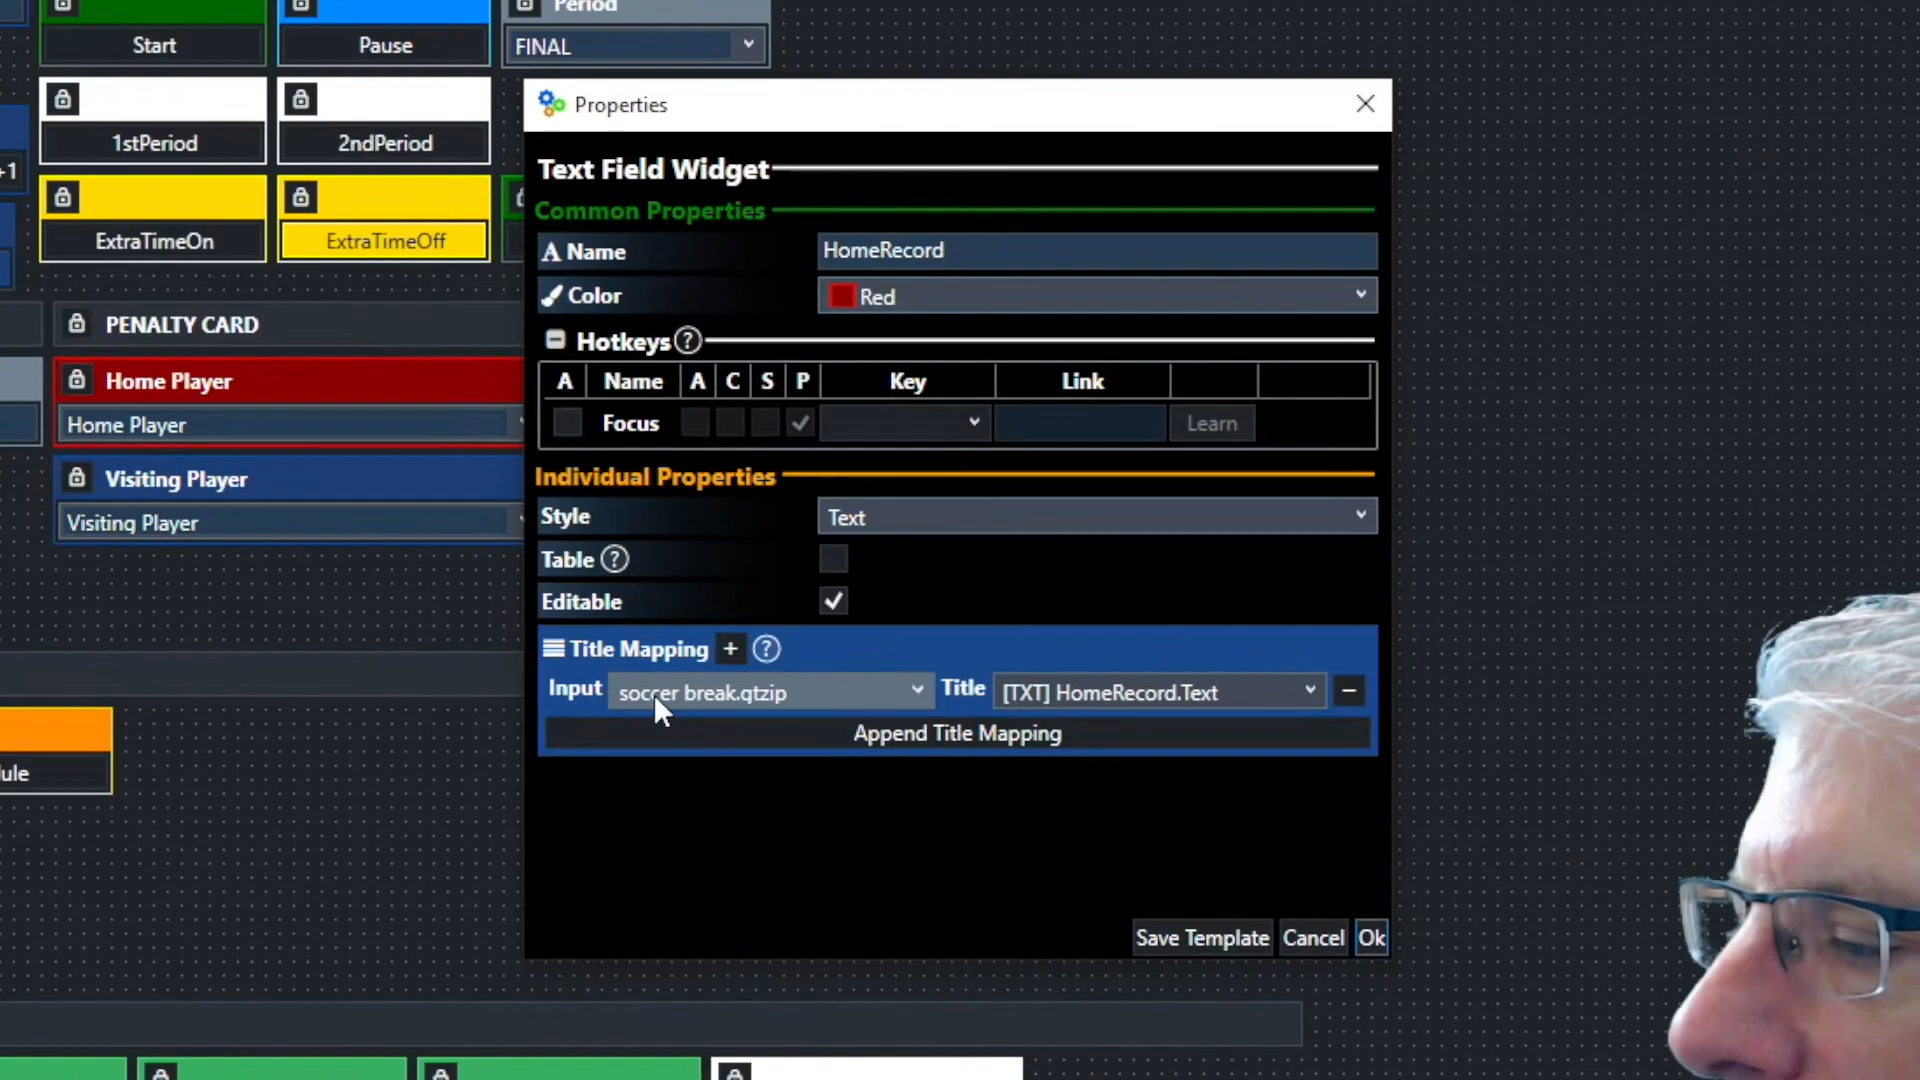 Period
Start
Pause
FINAL
1stPeriod
2ndPeriod
+1
ExtraTimeOn
ExtraTimeOff
PENALTY CARD
Home Player
Home Player
Visiting Player
Visiting Player
Properties
Text Field Widget
Common Properties
A Name
HomeRecord
Color
Red
Hotkeys ?
A Name A C S P Key Link
Focus
Learn
Individual Properties
Style
Text
Table ?
Editable
Title Mapping + ?
Input soccer break.gtzip Title [TXT] HomeRecord.Text
Append Title Mapping
Save Template Cancel Ok